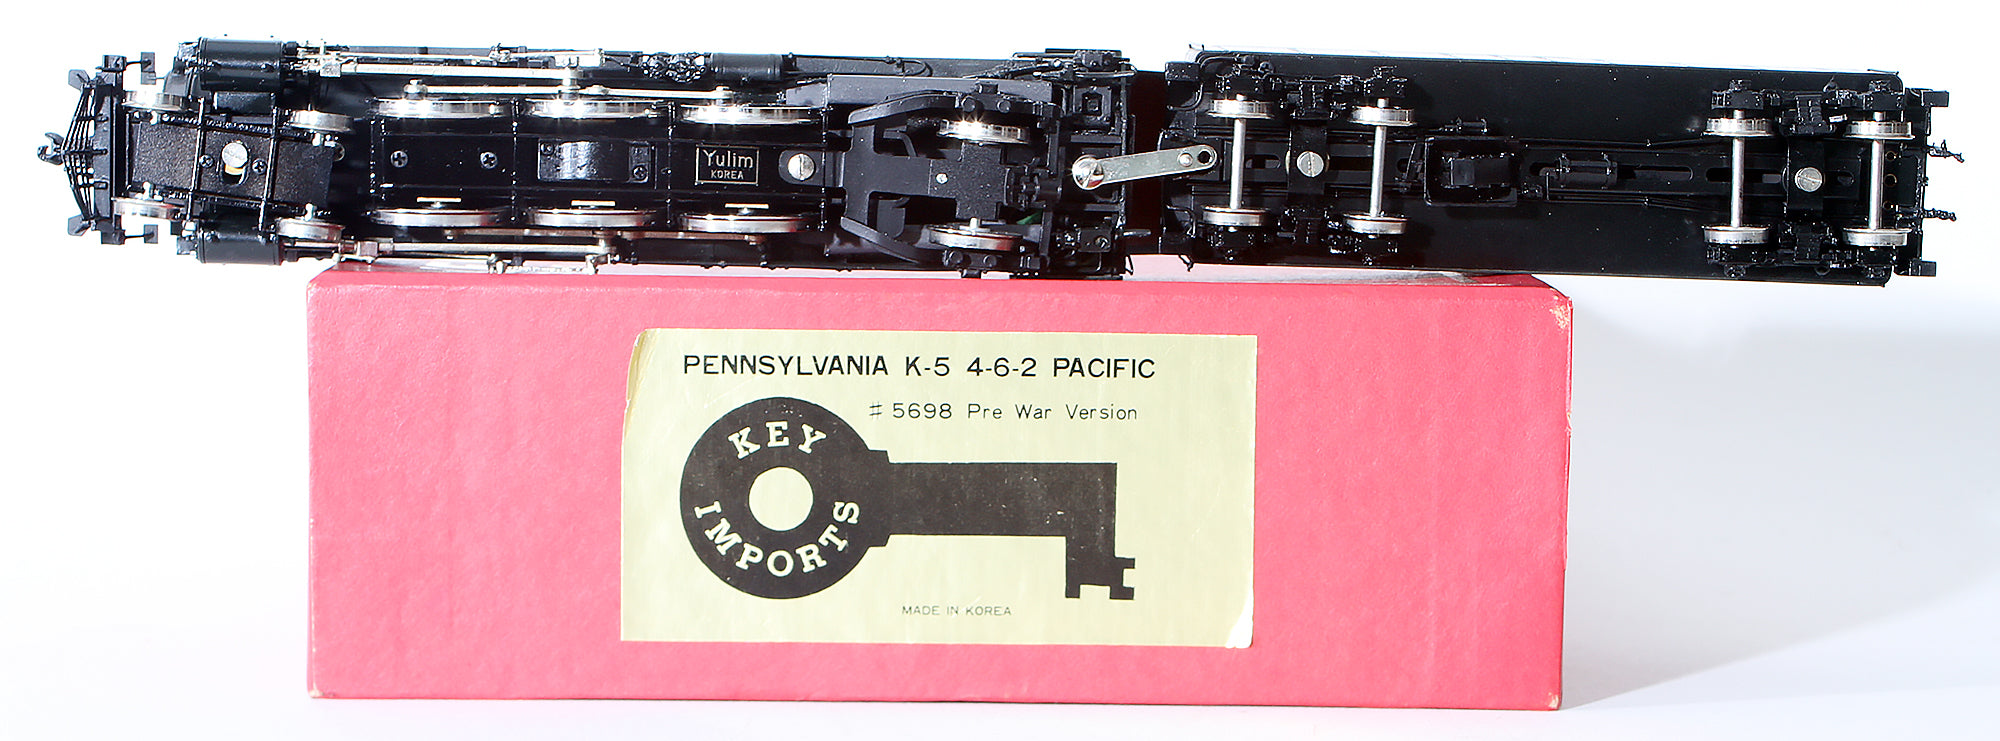 Yulim
KOREA
PENNSYLVANIA K-5 4-6-2 PACIFIC
#5698 Pre War Version
KEY
IMPORTS
MADE IN KOREA